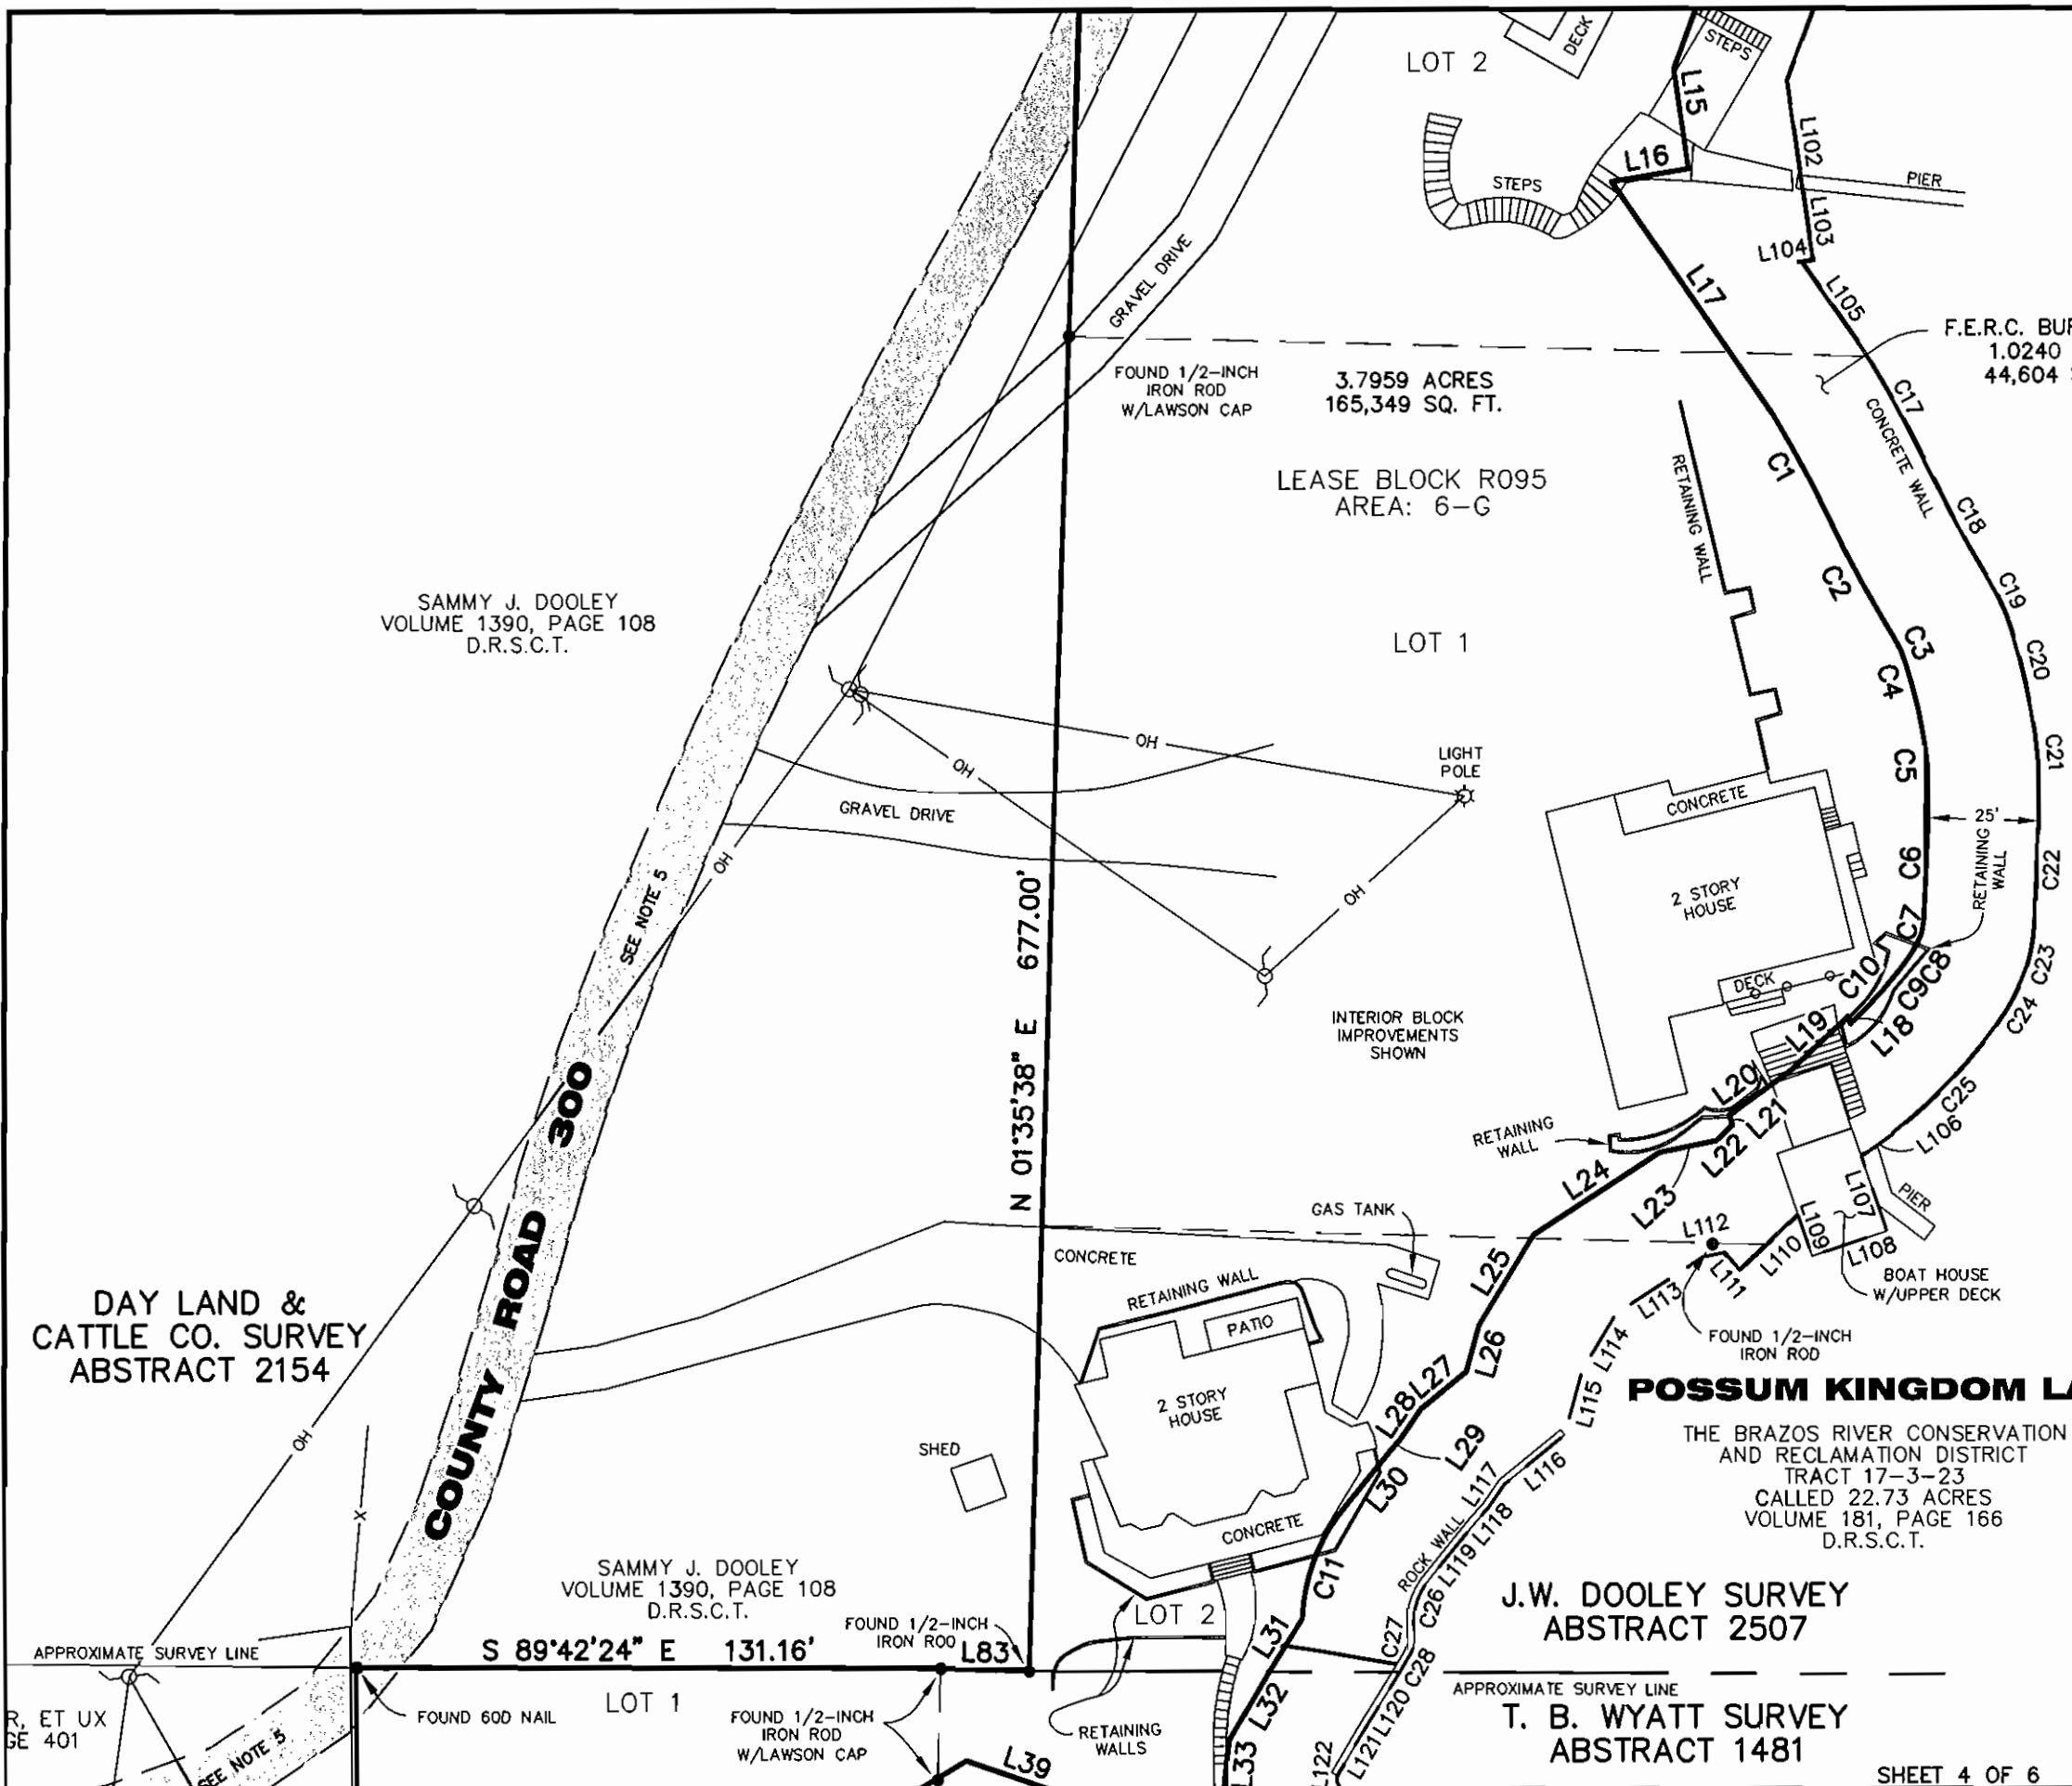 LOT 2
DECK
STEPS
L15
L16
L102
PIER
STEPS
L103
L104
L17
L105
GRAVEL DRIVE
F.E.R.C.
1.0240
44,604
FOUND 1/2-INCH
IRON ROD
W/LAWSON CAP
3.7959 ACRES
165,349 SQ. FT.
C17
CONCRETE WALL
C1
RETAINING WALL
LEASE BLOCK R095
AREA: 6-G
C18
C2
C19
SAMMY J. DOOLEY
VOLUME 1390, PAGE 108
D.R.S.C.T.
LOT 1
C3
C4
C20
OH
OH
LIGHT
POLE
C5
C21
GRAVEL DRIVE
CONCRETE
25'
RETAINING
WALL
OH
SEE NOTE 5
OH
2 STORY
HOUSE
C6
C22
C7
N 01°35'38" E 677.00'
DECK
C10
C9
C8
C23
C24
INTERIOR BLOCK
IMPROVEMENTS
SHOWN
L19
L18
L20
L21
C25
L106
COUNTY ROAD 300
RETAINING
WALL
L22
L24
L23
L107
PIER
GAS TANK
L112
L109
L110
L108
L111
CONCRETE
L25
RETAINING WALL
BOAT HOUSE
W/UPPER DECK
L113
DAY LAND &
CATTLE CO. SURVEY
ABSTRACT 2154
PATIO
L26
L114
FOUND 1/2-INCH
IRON ROD
2 STORY
HOUSE
L27
L28
L115
POSSUM KINGDOM
OH
SHED
L29
THE BRAZOS RIVER CONSERVATION
AND RECLAMATION DISTRICT
TRACT 17-3-23
CALLED 22.73 ACRES
VOLUME 181, PAGE 166
D.R.S.C.T.
L30
L117
L116
X
CONCRETE
ROCK WALL
L118
L119
SAMMY J. DOOLEY
VOLUME 1390, PAGE 108
D.R.S.C.T.
C11
C26
J.W. DOOLEY SURVEY
ABSTRACT 2507
LOT 2
FOUND 1/2-INCH
IRON ROD
L83
APPROXIMATE SURVEY LINE
S 89°42'24" E 131.16'
L31
C27
C28
APPROXIMATE SURVEY LINE
R, ET UX
GE 401
FOUND 60D NAIL
LOT 1
FOUND 1/2-INCH
IRON ROD
W/LAWSON CAP
RETAINING
WALLS
L32
L120
L121
T. B. WYATT SURVEY
ABSTRACT 1481
SEE NOTE 5
L39
L33
L122
SHEET 4 OF 6